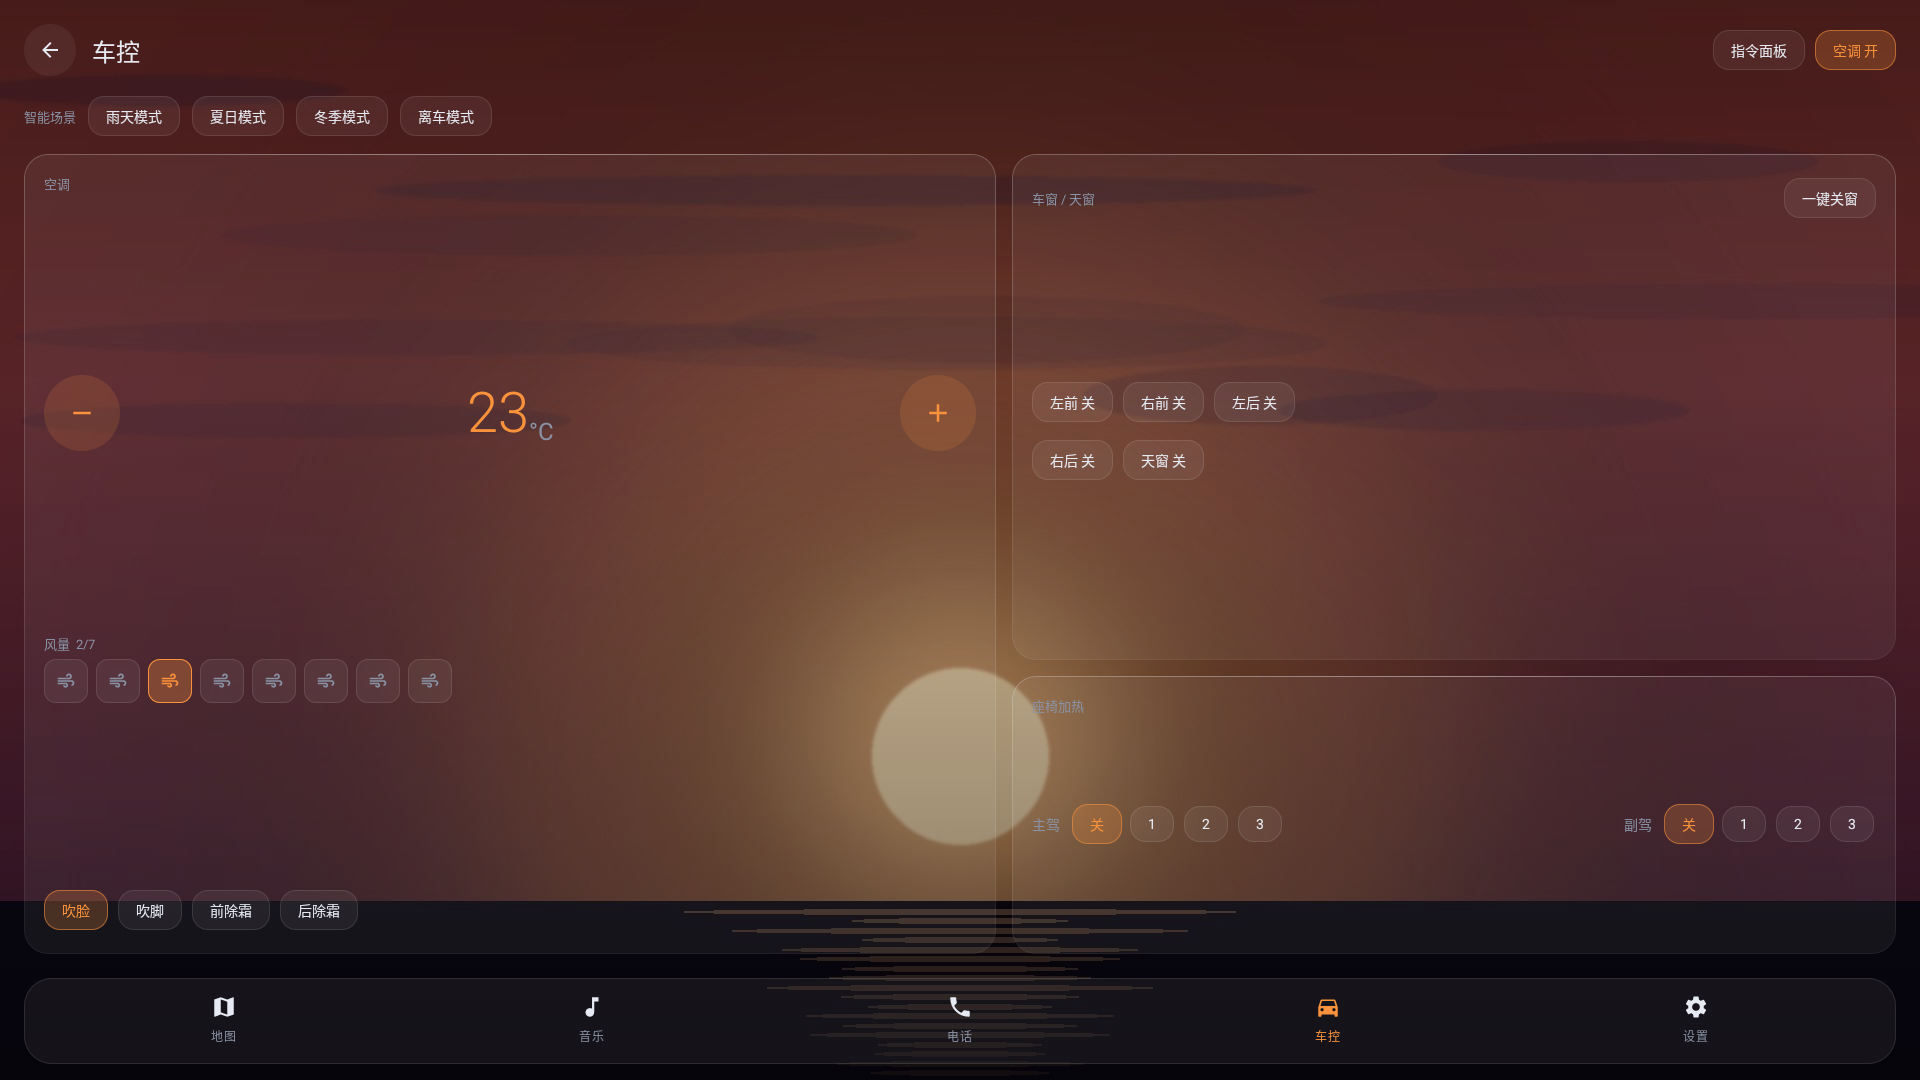 车控
指令面板
空调 开
智能场景
雨天模式
夏日模式
冬季模式
离车模式
空调
23°C
风量 2/7
吹脸
吹脚
前除霜
后除霜
车窗 / 天窗
一键关窗
左前 关
右前 关
左后 关
右后 关
天窗 关
座椅加热
主驾 关 1 2 3
副驾 关 1 2 3
地图
音乐
电话
车控
设置